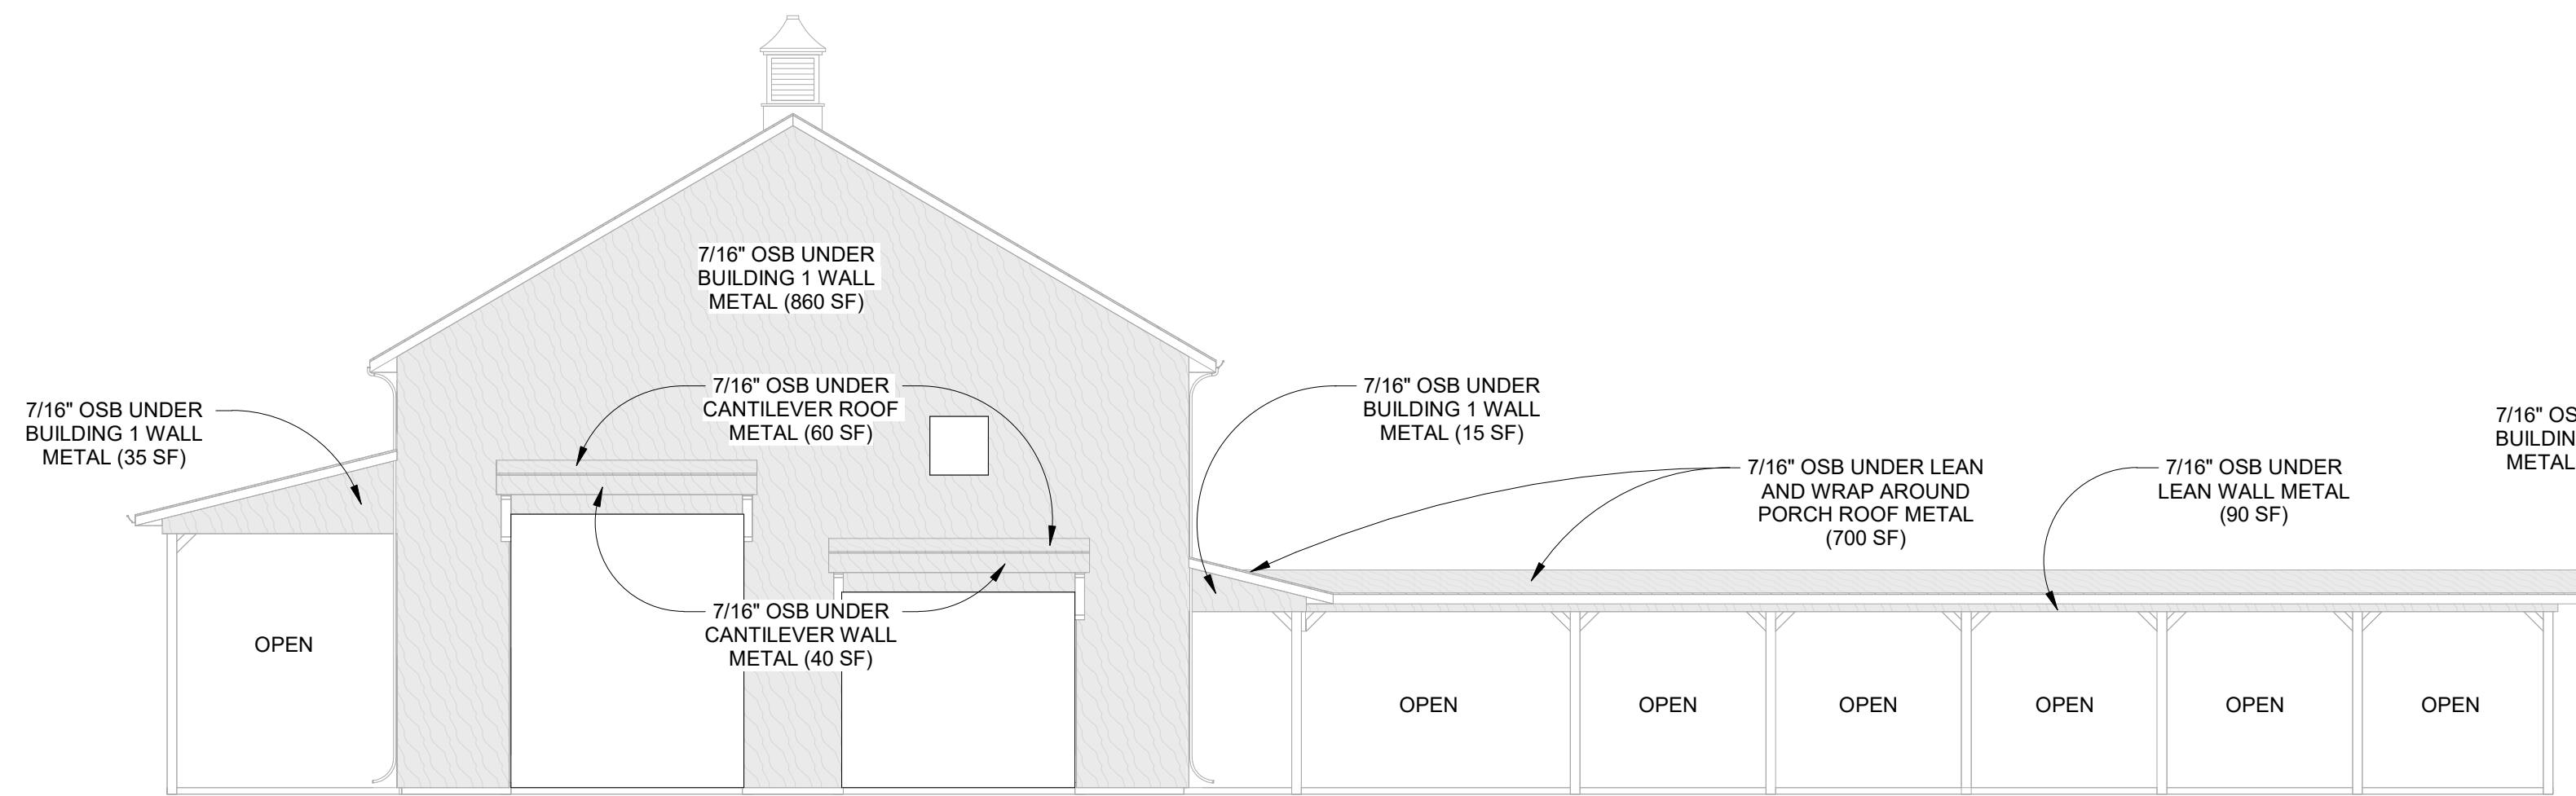 7/16" OSB UNDER
BUILDING 1 WALL
METAL (860 SF)
7/16" OSB UNDER
CANTILEVER ROOF
METAL (60 SF)
7/16" OSB UNDER
BUILDING 1 WALL
METAL (35 SF)
7/16" OSB UNDER
BUILDING 1 WALL
METAL (15 SF)
7/16" OSB UNDER LEAN
AND WRAP AROUND
PORCH ROOF METAL
(700 SF)
7/16" OSB UNDER
LEAN WALL METAL
(90 SF)
7/16"
METAL
7/16" OSB UNDER
CANTILEVER WALL
METAL (40 SF)
OPEN
OPEN
OPEN
OPEN
OPEN
OPEN
OPEN